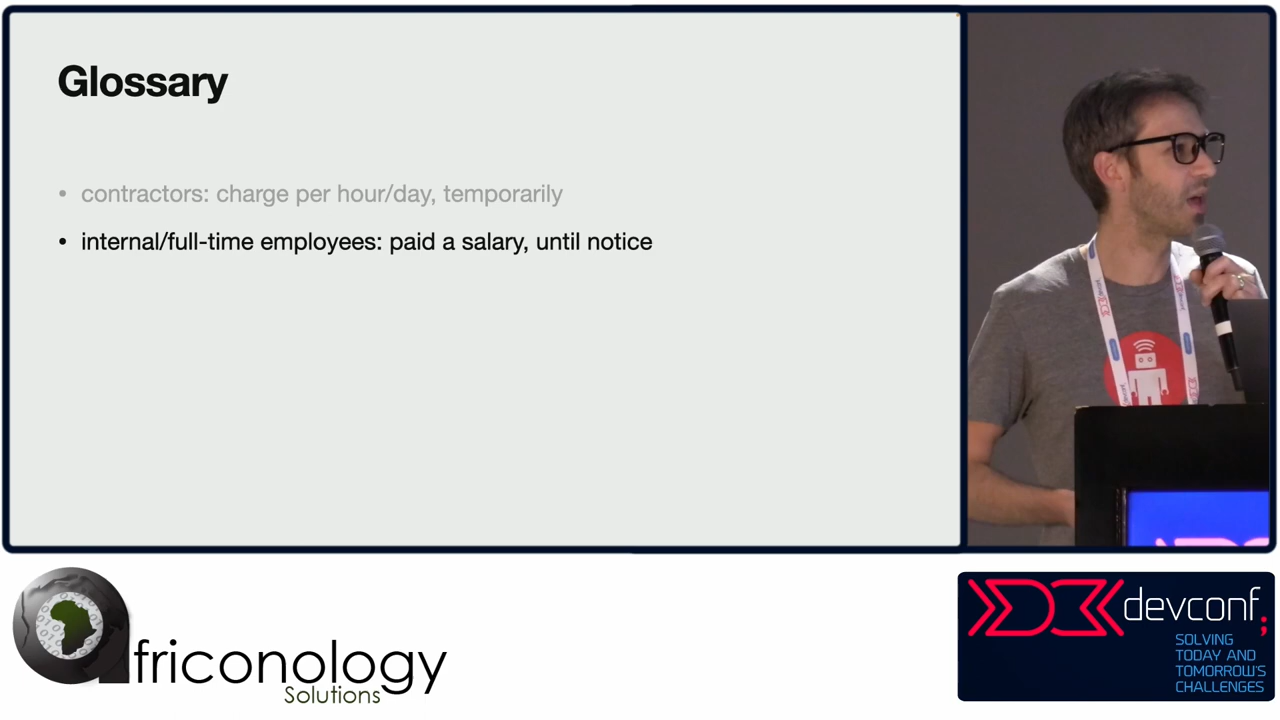 Glossary
• contractors: charge per hour/day, temporarily
• internal/full-time employees: paid a salary, until notice
africonology
Solutions
devconf;
SOLVING
TODAY AND
TOMORROW'S
CHALLENGES